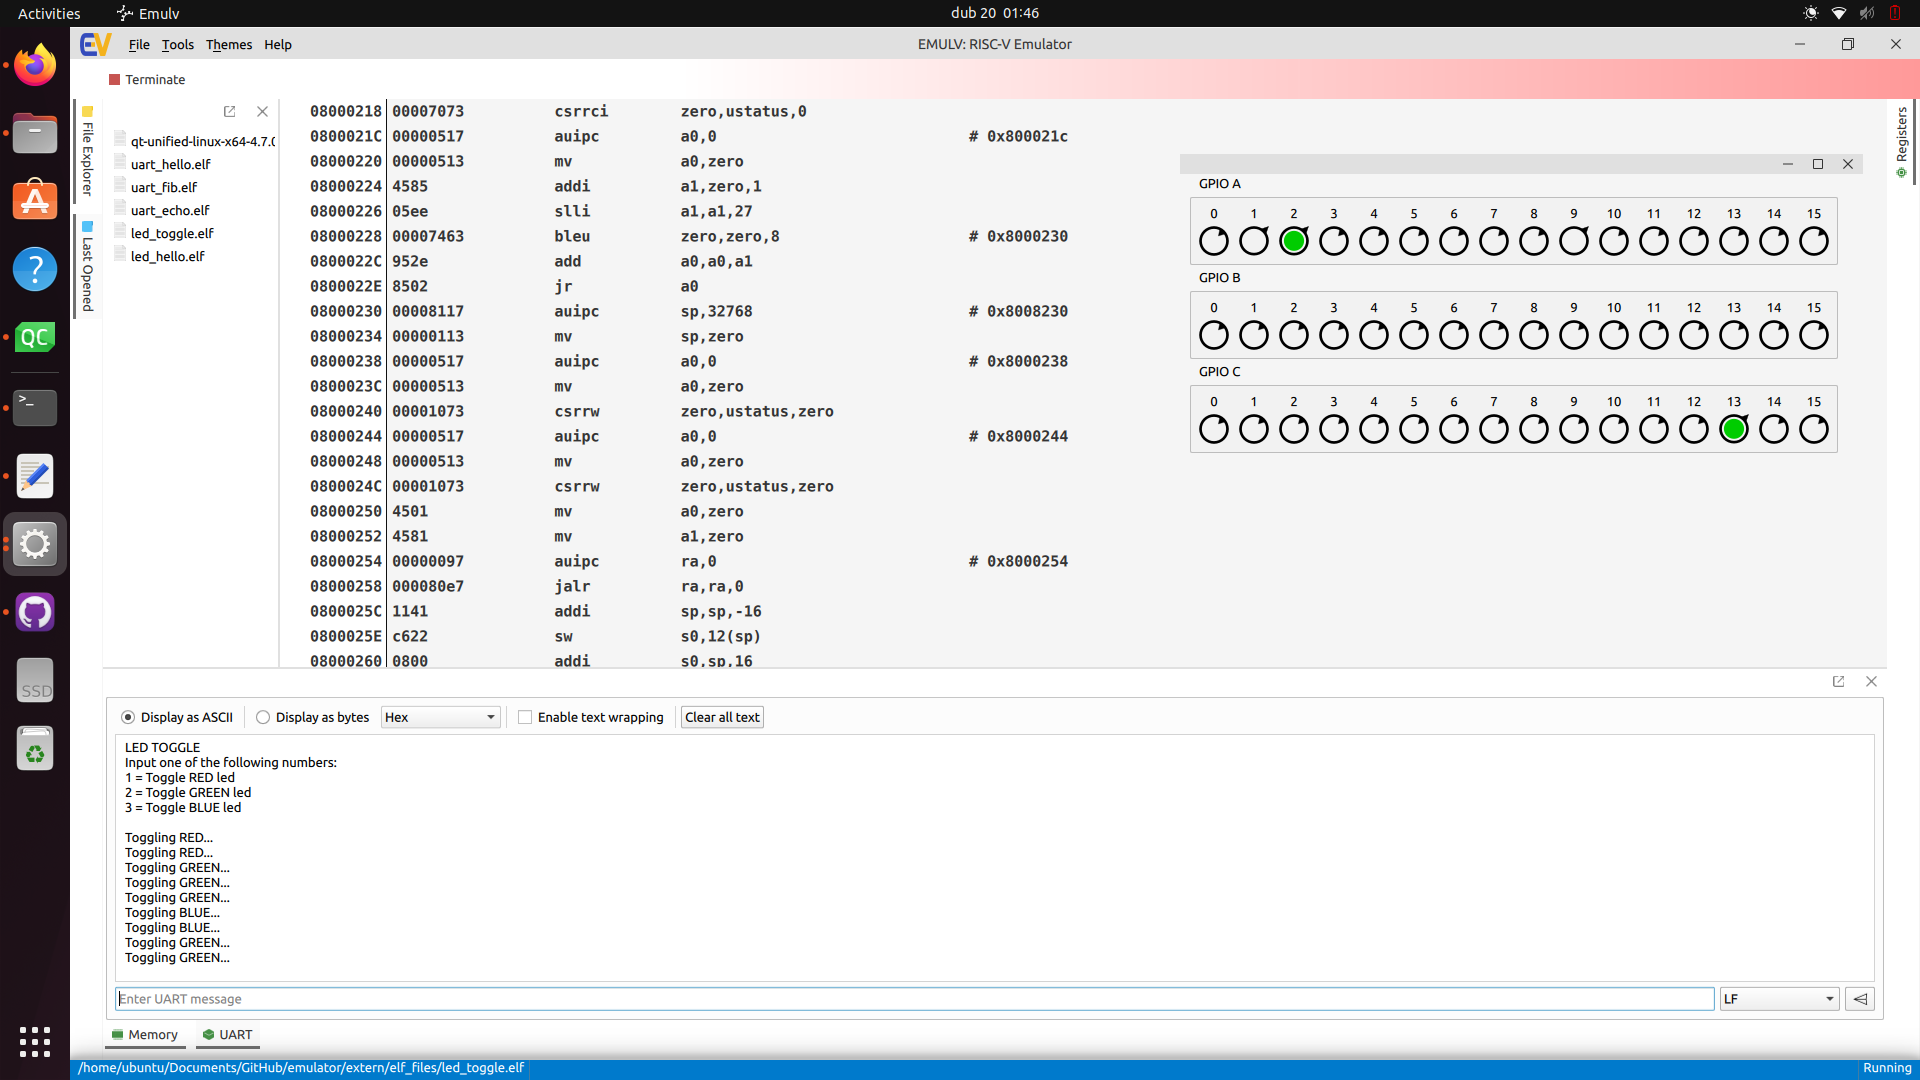 Activities Emulv dub 20 01:46
EV File Tools Themes Help EMULV: RISC-V Emulator
Terminate
File Explorer
Last Opened
qt-unified-linux-x64-4.7.0
uart_hello.elf
uart_fib.elf
uart_echo.elf
led_toggle.elf
led_hello.elf
08000218 00007073 csrrci zero,ustatus,0
0800021C 00000517 auipc a0,0 # 0x800021c
08000220 00000513 mv a0,zero
08000224 4585 addi a1,zero,1
08000226 05ee slli a1,a1,27
08000228 00007463 bleu zero,zero,8 # 0x8000230
0800022C 952e add a0,a0,a1
0800022E 8502 jr a0
08000230 00008117 auipc sp,32768 # 0x8008230
08000234 00000113 mv sp,zero
08000238 00000517 auipc a0,0 # 0x8000238
0800023C 00000513 mv a0,zero
08000240 00001073 csrrw zero,ustatus,zero
08000244 00000517 auipc a0,0 # 0x8000244
08000248 00000513 mv a0,zero
0800024C 00001073 csrrw zero,ustatus,zero
08000250 4501 mv a0,zero
08000252 4581 mv a1,zero
08000254 00000097 auipc ra,0 # 0x8000254
08000258 000080e7 jalr ra,ra,0
0800025C 1141 addi sp,sp,-16
0800025E c622 sw s0,12(sp)
08000260 0800 addi s0,sp,16
GPIO A
0 1 2 3 4 5 6 7 8 9 10 11 12 13 14 15
GPIO B
0 1 2 3 4 5 6 7 8 9 10 11 12 13 14 15
GPIO C
0 1 2 3 4 5 6 7 8 9 10 11 12 13 14 15
Registers
QC
>_
SSD
Display as ASCII Display as bytes Hex Enable text wrapping Clear all text
LED TOGGLE
Input one of the following numbers:
1 = Toggle RED led
2 = Toggle GREEN led
3 = Toggle BLUE led
Toggling RED...
Toggling RED...
Toggling GREEN...
Toggling GREEN...
Toggling GREEN...
Toggling BLUE...
Toggling BLUE...
Toggling GREEN...
Toggling GREEN...
Enter UART message LF
Memory UART
/home/ubuntu/Documents/GitHub/emulator/extern/elf_files/led_toggle.elf Running